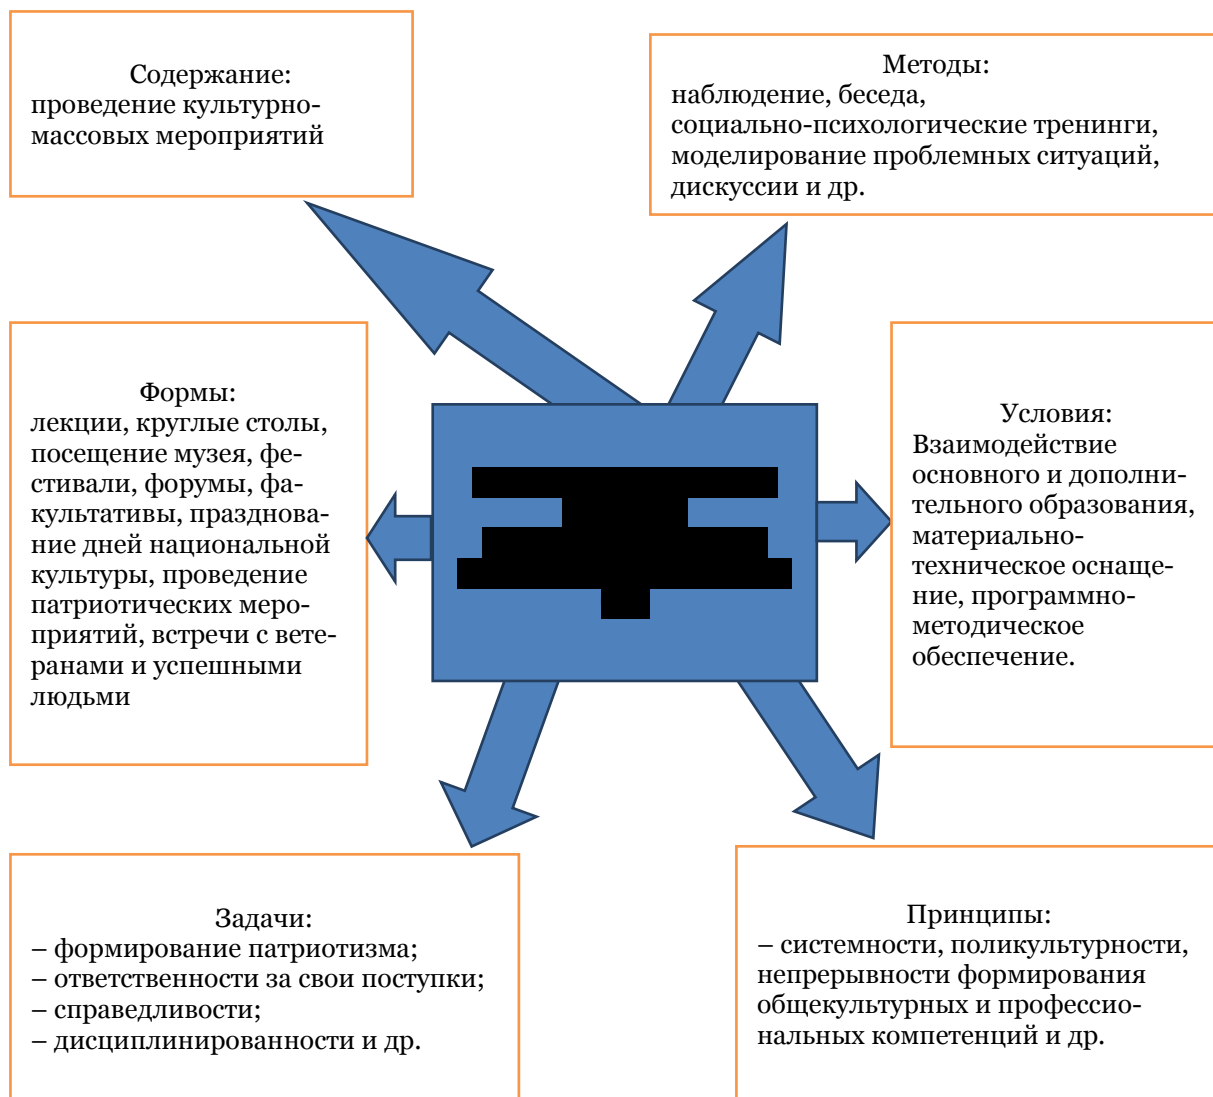 Содержание:
проведение культурно-
массовых мероприятий
Методы:
наблюдение, беседа,
социально-психологические тренинги,
моделирование проблемных ситуаций,
дискуссии и др.
Формы:
лекции, круглые столы,
посещение музея, фе-
стивали, форумы, фа-
культативы, празднова-
ние дней национальной
культуры, проведение
патриотических меро-
приятий, встречи с вете-
ранами и успешными
людьми
Условия:
Взаимодействие
основного и дополни-
тельного образования,
материально-
техническое оснаще-
ние, программно-
методическое
обеспечение.
Задачи:
– формирование патриотизма;
– ответственности за свои поступки;
– справедливости;
– дисциплинированности и др.
Принципы:
– системности, поликультурности,
непрерывности формирования
общекультурных и профессио-
нальных компетенций и др.